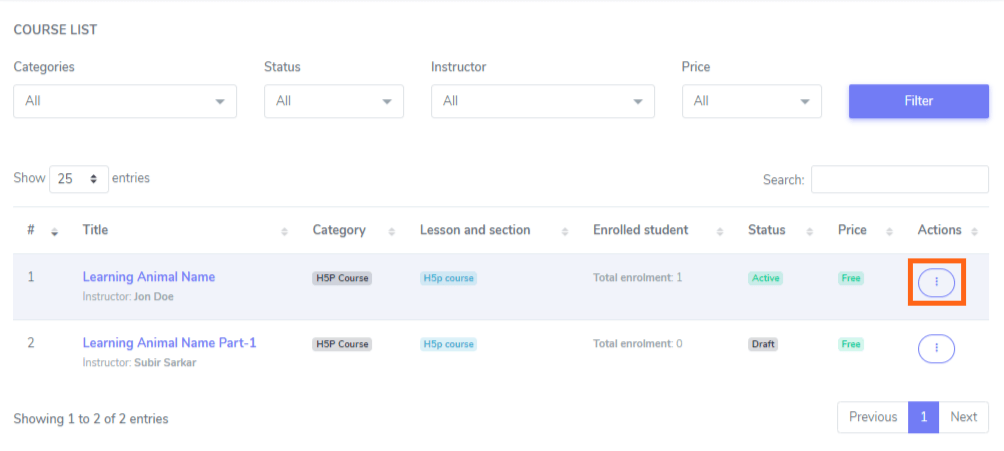 COURSE LIST
Categories Status Instructor Price
All All All All Filter
Show 25 entries Search:
# Title Category Lesson and section Enrolled student Status Price Actions
1 Learning Animal Name H5P Course H5p course Total enrolment: 1 Active Free
Instructor: Jon Doe
2 Learning Animal Name Part-1 H5P Course H5p course Total enrolment: 0 Draft Free
Instructor: Subir Sarkar
Showing 1 to 2 of 2 entries Previous 1 Next